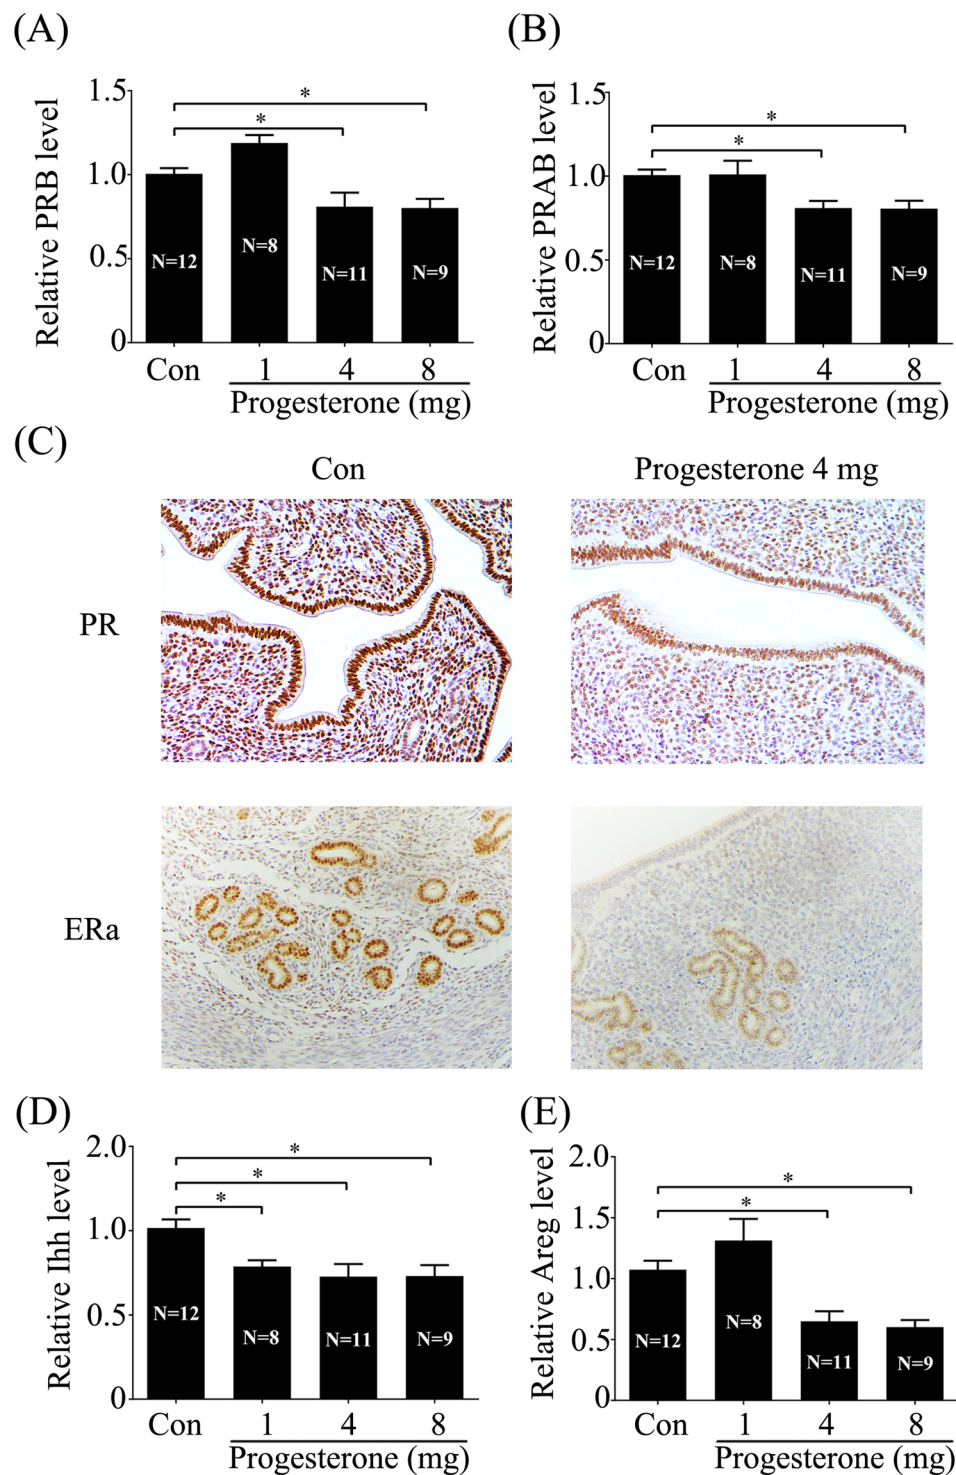 (A)
Relative PRB level
1.5
1.0
0.5
0
*
*
N=12
N=8
N=11
N=9
Con
1
4
8
Progesterone (mg)
(B)
Relative PRAB level
1.5
1.0
0.5
0
*
*
N=12
N=8
N=11
N=9
Con
1
4
8
Progesterone (mg)
(C)
Con
Progesterone 4 mg
PR
ERa
(D)
Relative Ihh level
2.0
1.0
0.5
0
*
*
*
N=12
N=8
N=11
N=9
Con
1
4
8
Progesterone (mg)
(E)
Relative Areg level
2.0
1.5
1.0
0.5
0
*
*
N=12
N=8
N=11
N=9
Con
1
4
8
Progesterone (mg)